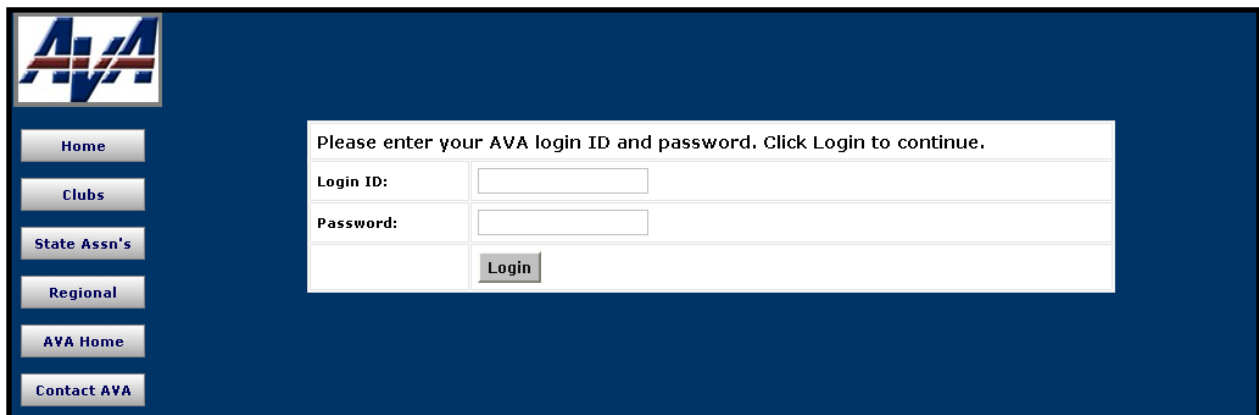 AVA
Home
Clubs
State Assn's
Regional
AVA Home
Contact AVA
Please enter your AVA login ID and password. Click Login to continue.
Login ID:
Password:
Login